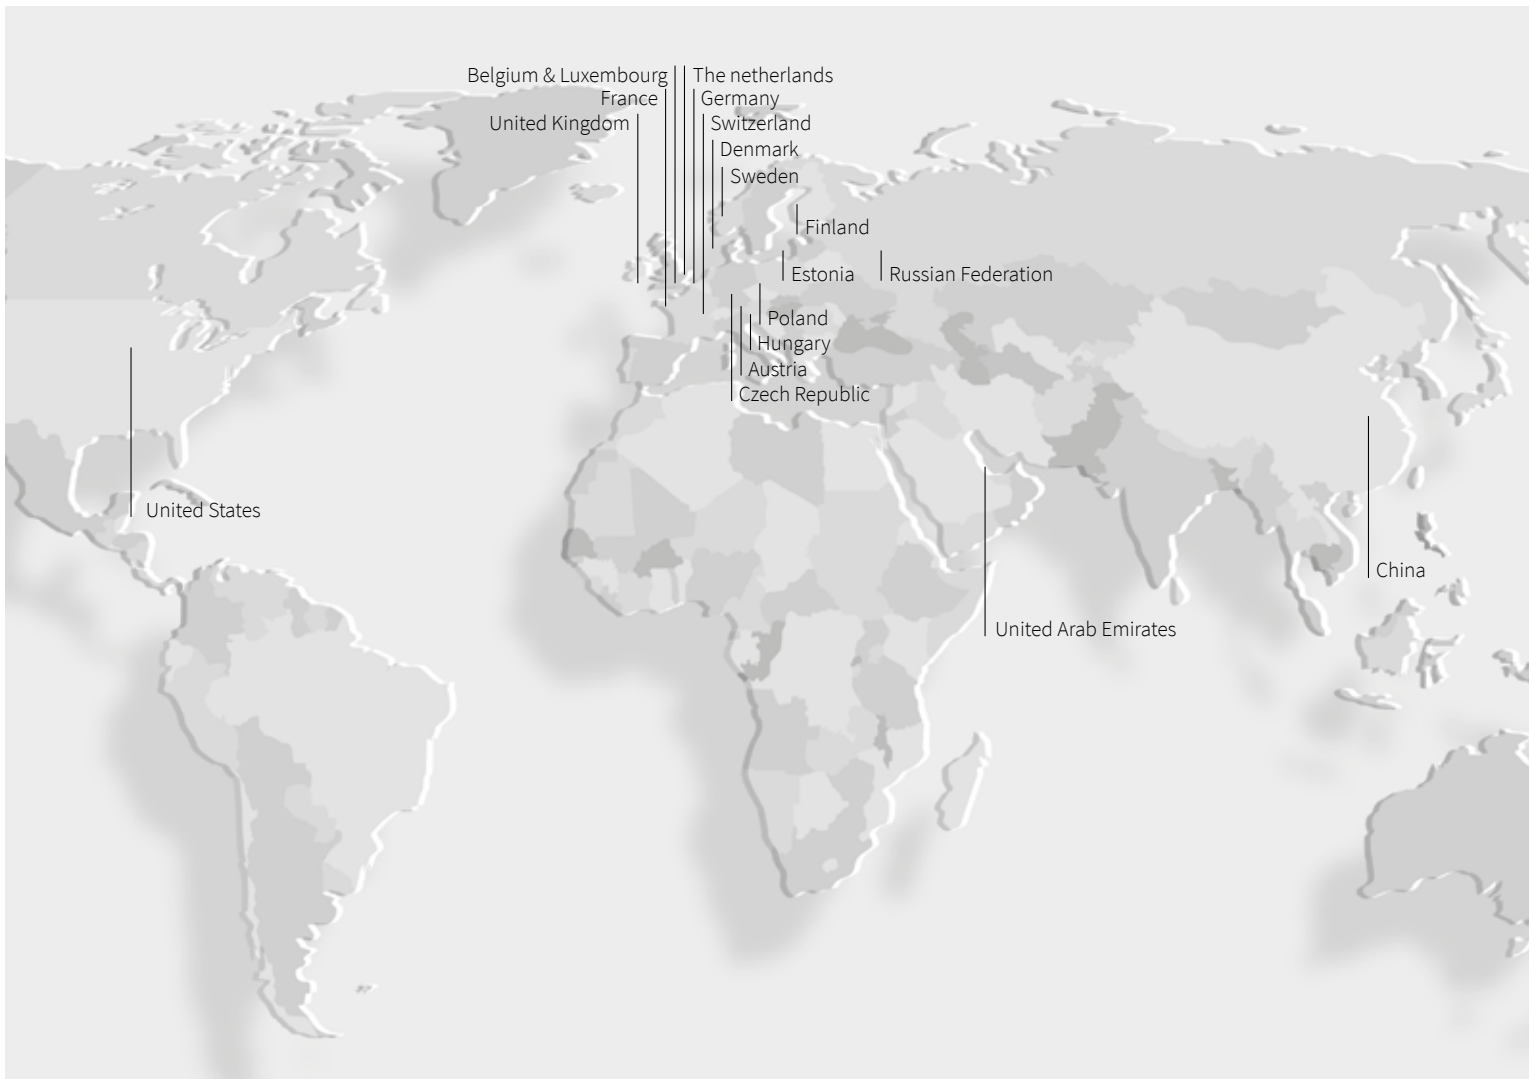 Belgium & Luxembourg
The netherlands
France
Germany
United Kingdom
Switzerland
Denmark
Sweden
Finland
Estonia
Russian Federation
Poland
Hungary
Austria
Czech Republic
United States
China
United Arab Emirates